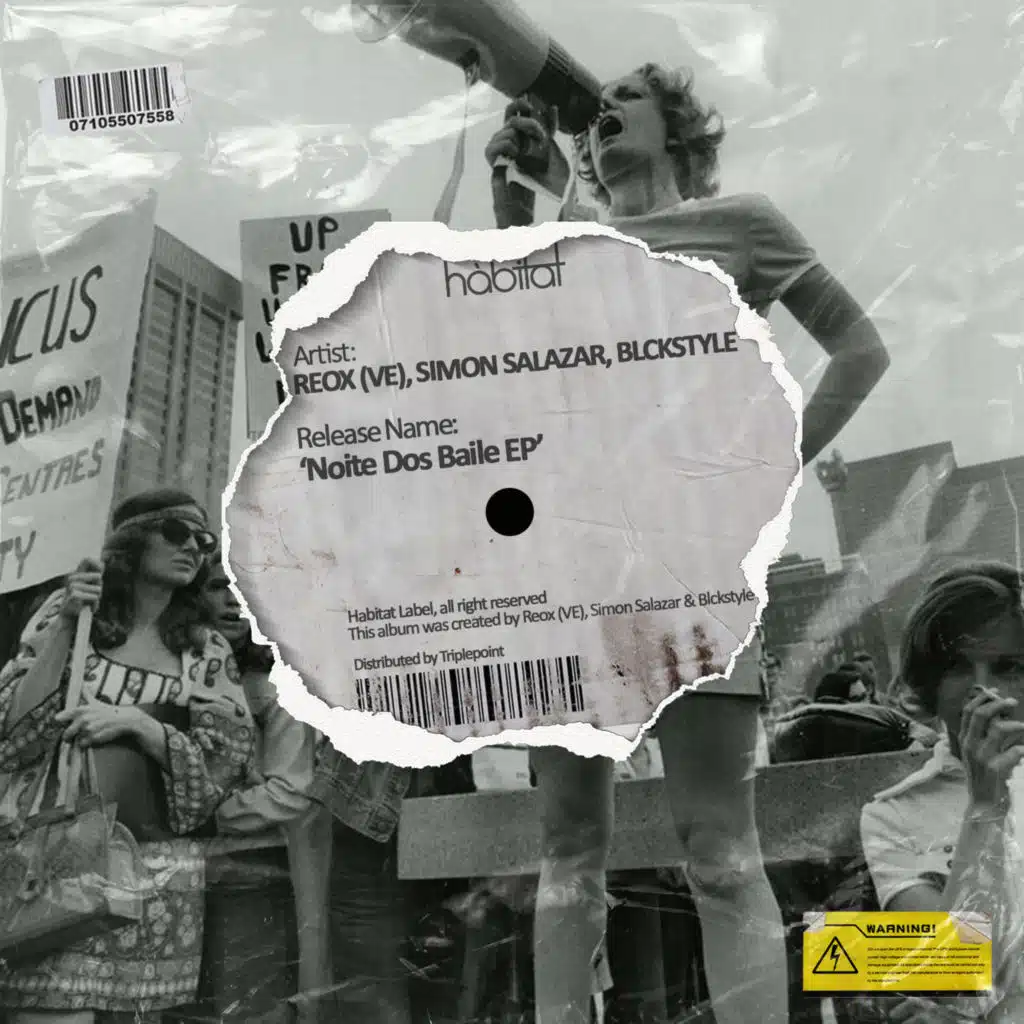 07105507558
UP
FR
UCUS
DEMAND
CENTRES
TY
hàbitat
Artist:
REOX (VE), SIMON SALAZAR, BLCKSTYLE
Release Name:
‘Noite Dos Baile EP’
Habitat Label, all right reserved
This album was created by Reox (VE), Simon Salazar & Blckstyle
Distributed by Triplepoint
WARNING!